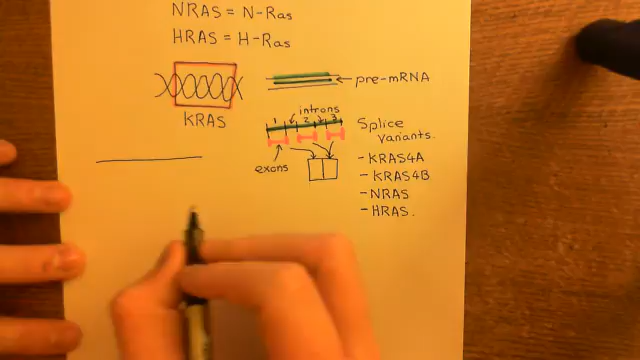 NRAS = N-Ras
HRAS = H-Ras
pre-mRNA
KRAS
introns
1 2 3
exons
Splice
Variants.
- KRAS4A
- KRAS4B
- NRAS
- HRAS.